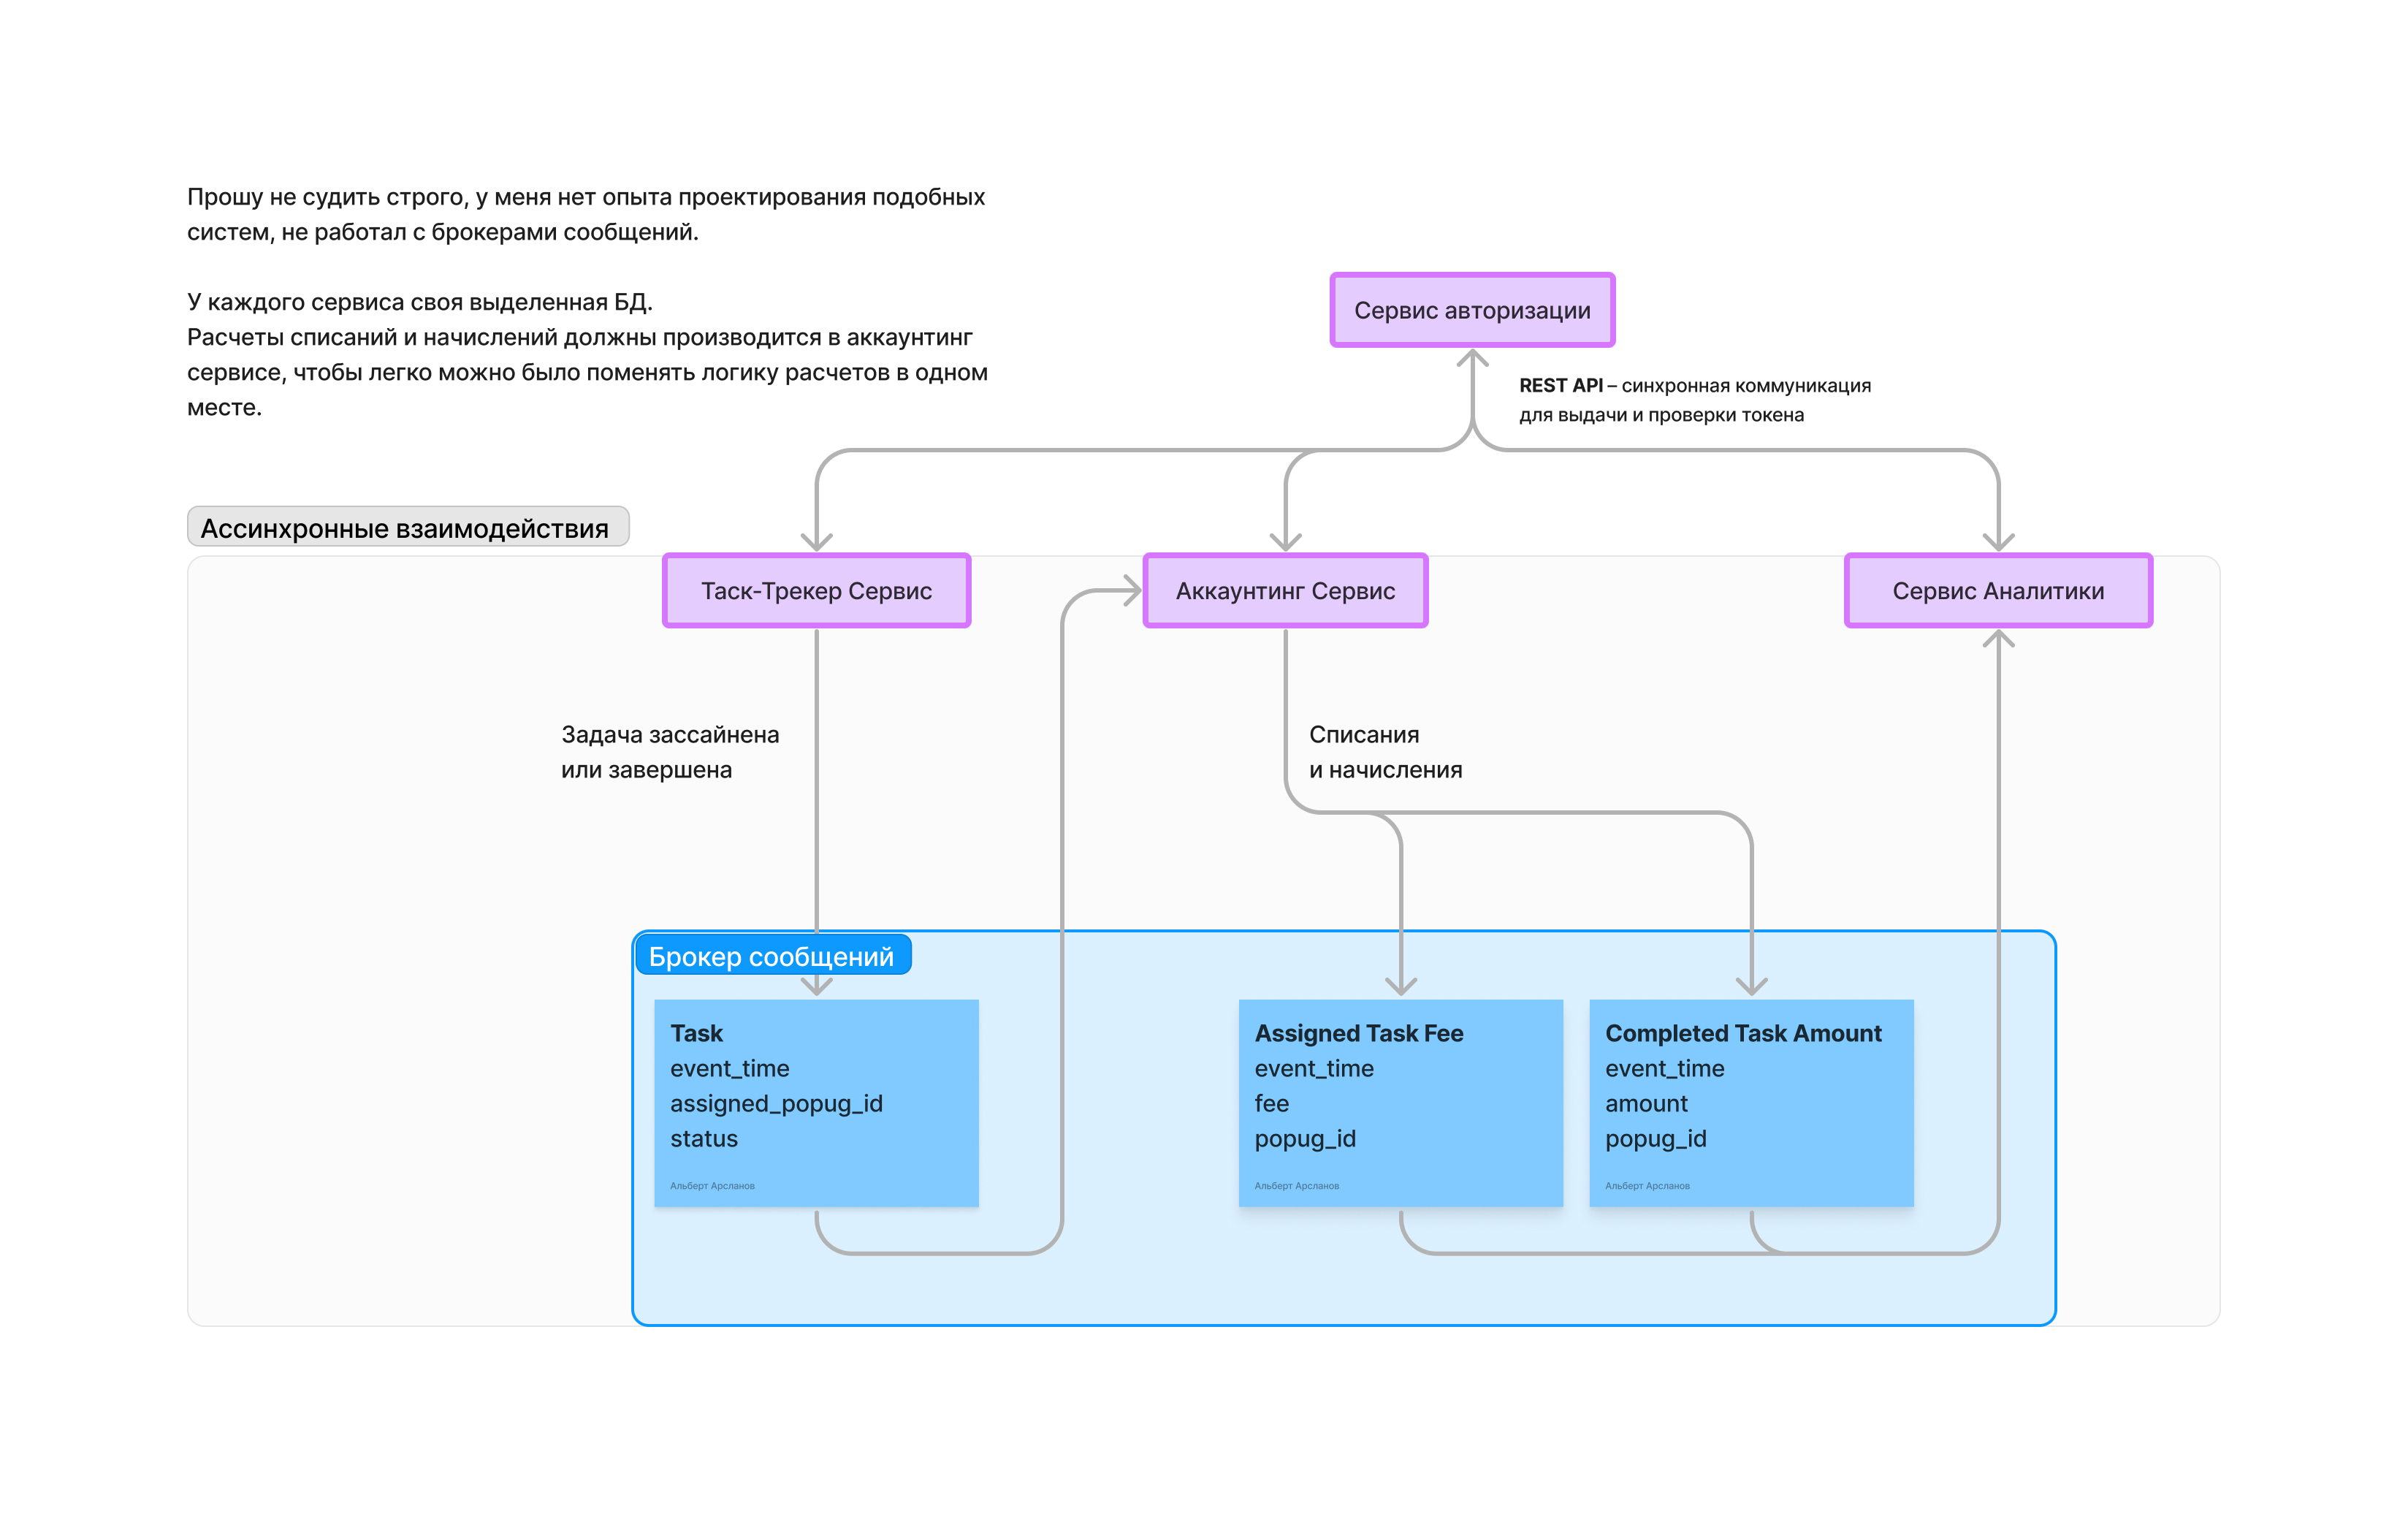 Прошу не судить строго, у меня нет опыта проектирования подобных
систем, не работал с брокерами сообщений.
У каждого сервиса своя выделенная БД.
Расчеты списаний и начислений должны производится в аккаунтинг
сервисе, чтобы легко можно было поменять логику расчетов в одном
месте.
Сервис авторизации
REST API – синхронная коммуникация
для выдачи и проверки токена
Ассинхронные взаимодействия
Таск-Трекер Сервис
Аккаунтинг Сервис
Сервис Аналитики
Задача зассайнена
или завершена
Списания
и начисления
Брокер сообщений
Task
event_time
assigned_popug_id
status
Альберт Арсланов
Assigned Task Fee
event_time
fee
popug_id
Альберт Арсланов
Completed Task Amount
event_time
amount
popug_id
Альберт Арсланов